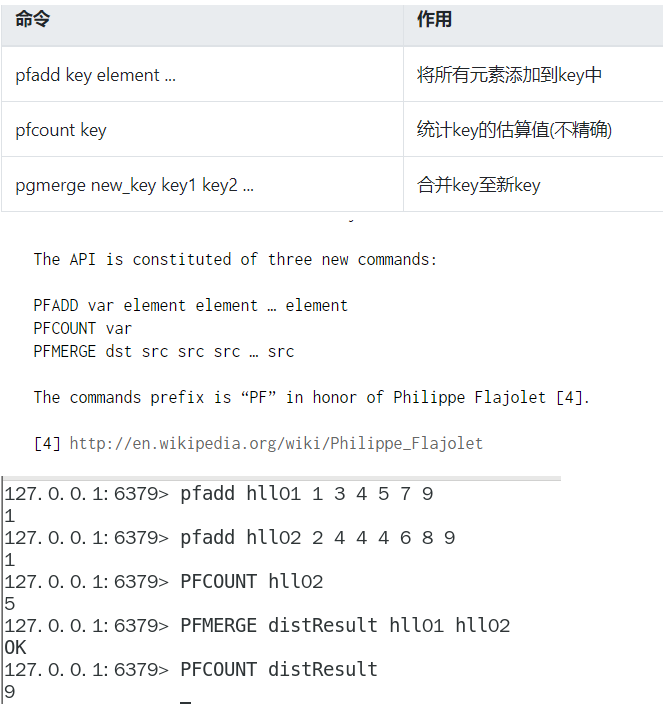 命令 作用
pfadd key element ... 将所有元素添加到key中
pfcount key 统计key的估算值(不精确)
pgmerge new_key key1 key2 ... 合并key至新key
The API is constituted of three new commands:
PFADD var element element … element
PFCOUNT var
PFMERGE dst src src src … src
The commands prefix is “PF” in honor of Philippe Flajolet [4].
[4] http://en.wikipedia.org/wiki/Philippe_Flajolet
127.0.0.1:6379> pfadd hll01 1 3 4 5 7 9
1
127.0.0.1:6379> pfadd hll02 2 4 4 4 6 8 9
1
127.0.0.1:6379> PFCOUNT hll02
5
127.0.0.1:6379> PFMERGE distResult hll01 hll02
OK
127.0.0.1:6379> PFCOUNT distResult
9